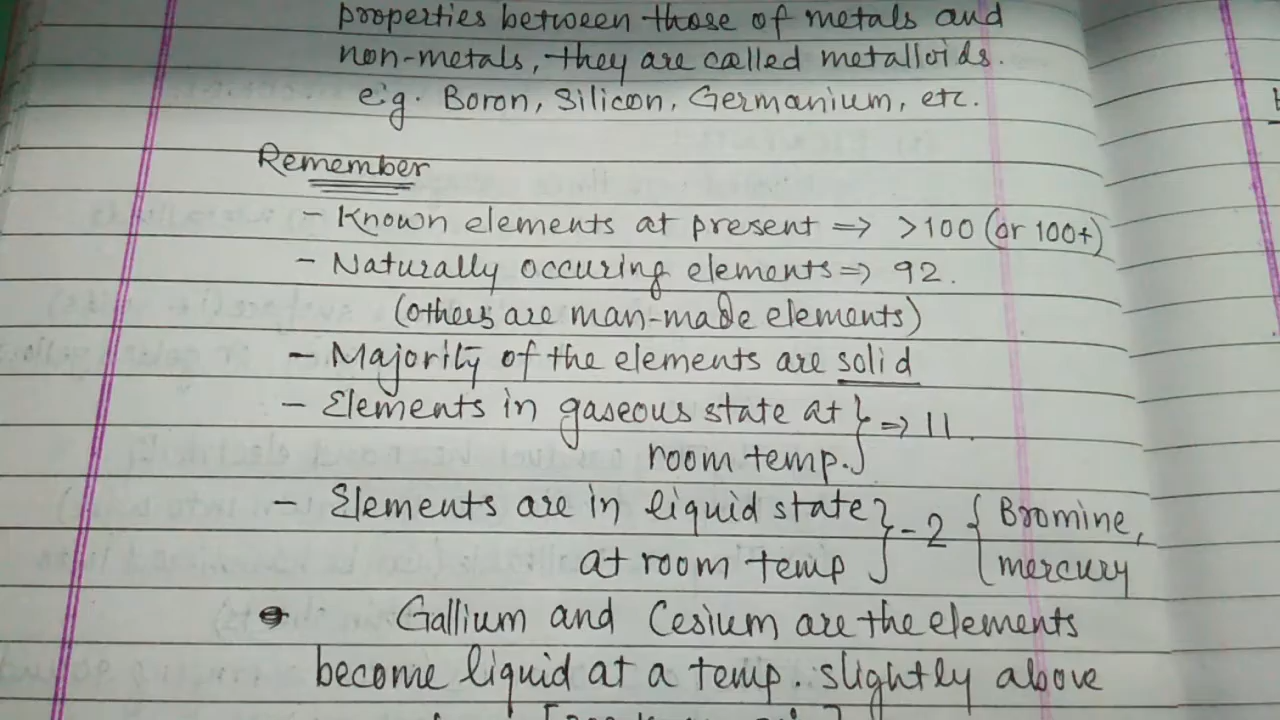 properties between those of metals and
non-metals, they are called metalloids.
e.g. Boron, Silicon, Germanium, etc.
Remember
- Known elements at present => >100 (or 100+)
- Naturally occuring elements => 92.
(others are man-made elements)
- Majority of the elements are solid
- Elements in gaseous state at } => 11.
room temp.
- Elements are in liquid state } - 2 { Bromine,
at room temp mercury
Gallium and Cesium are the elements
become liquid at a temp. slightly above